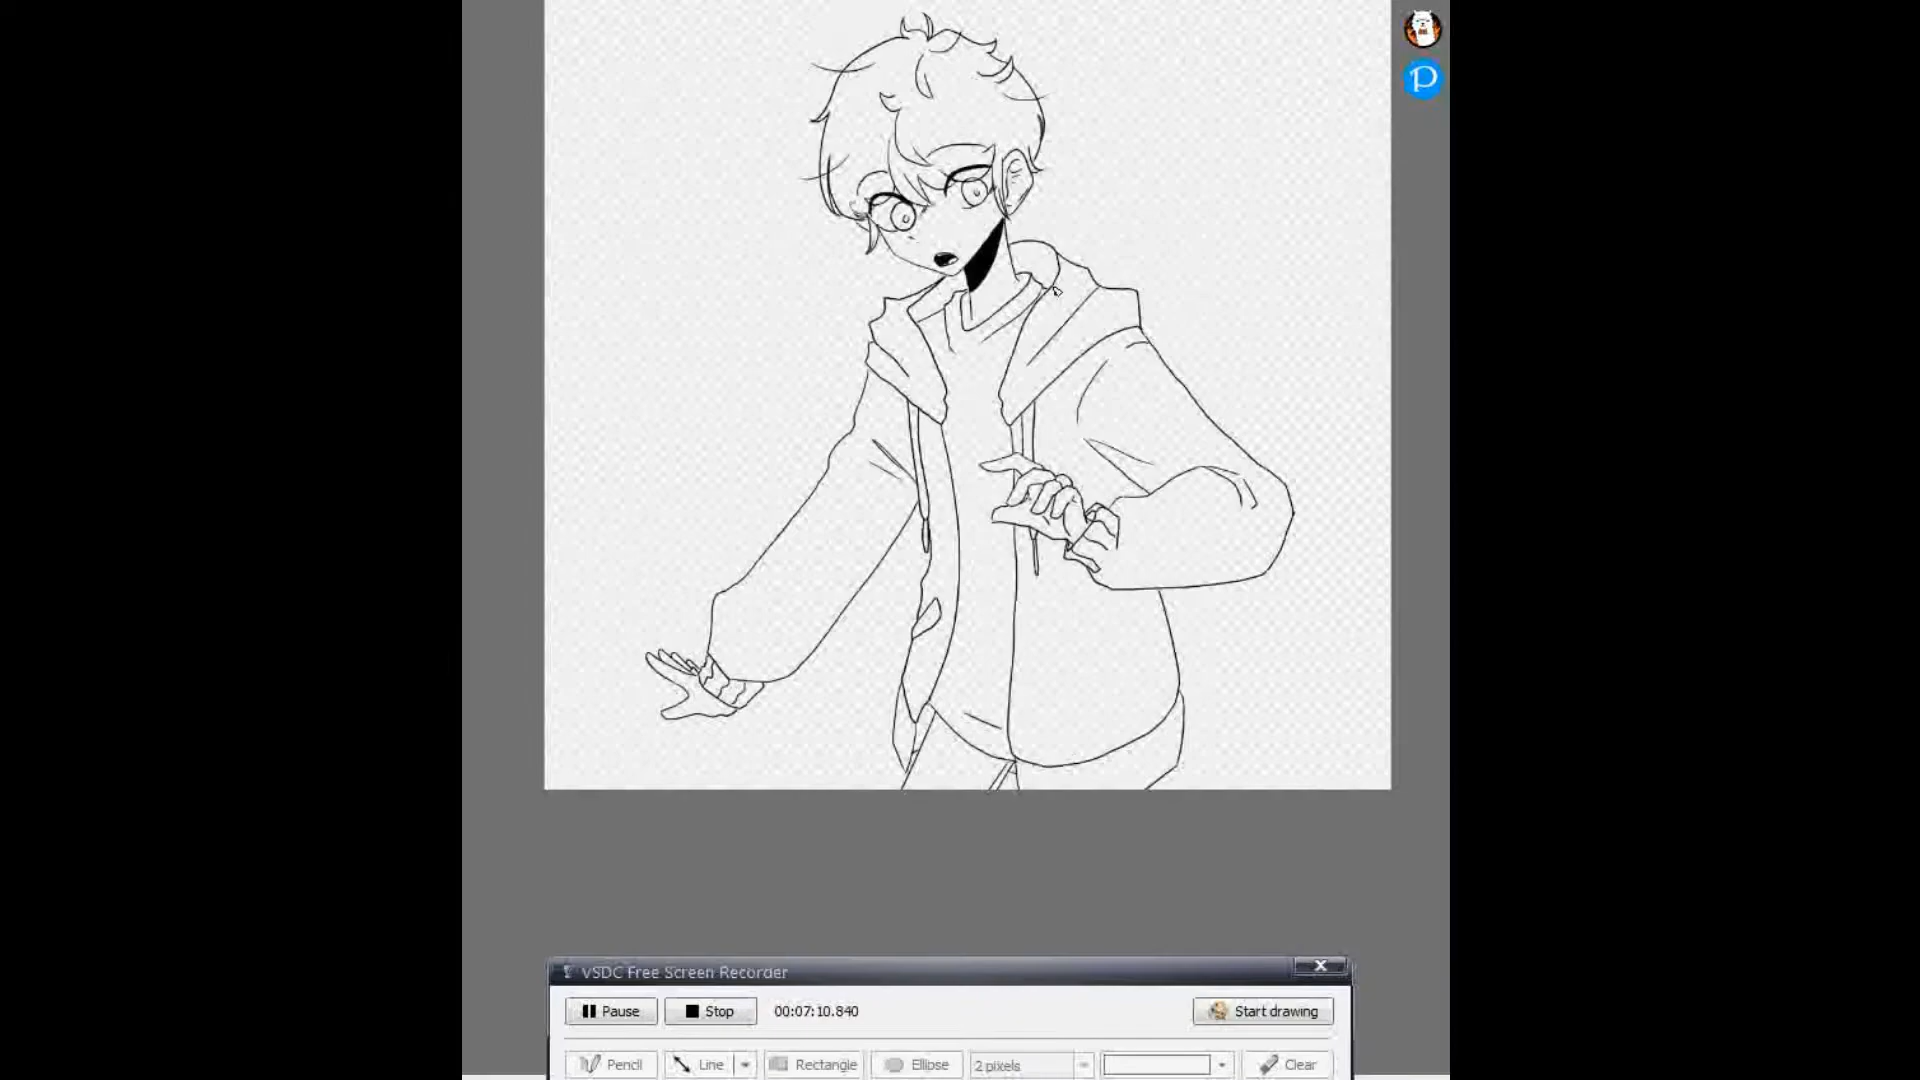 P
VSDC Free Screen Recorder
Pause Stop 00:07:10.840 Start drawing
Pencil Line Rectangle Ellipse 2 pixels Clear